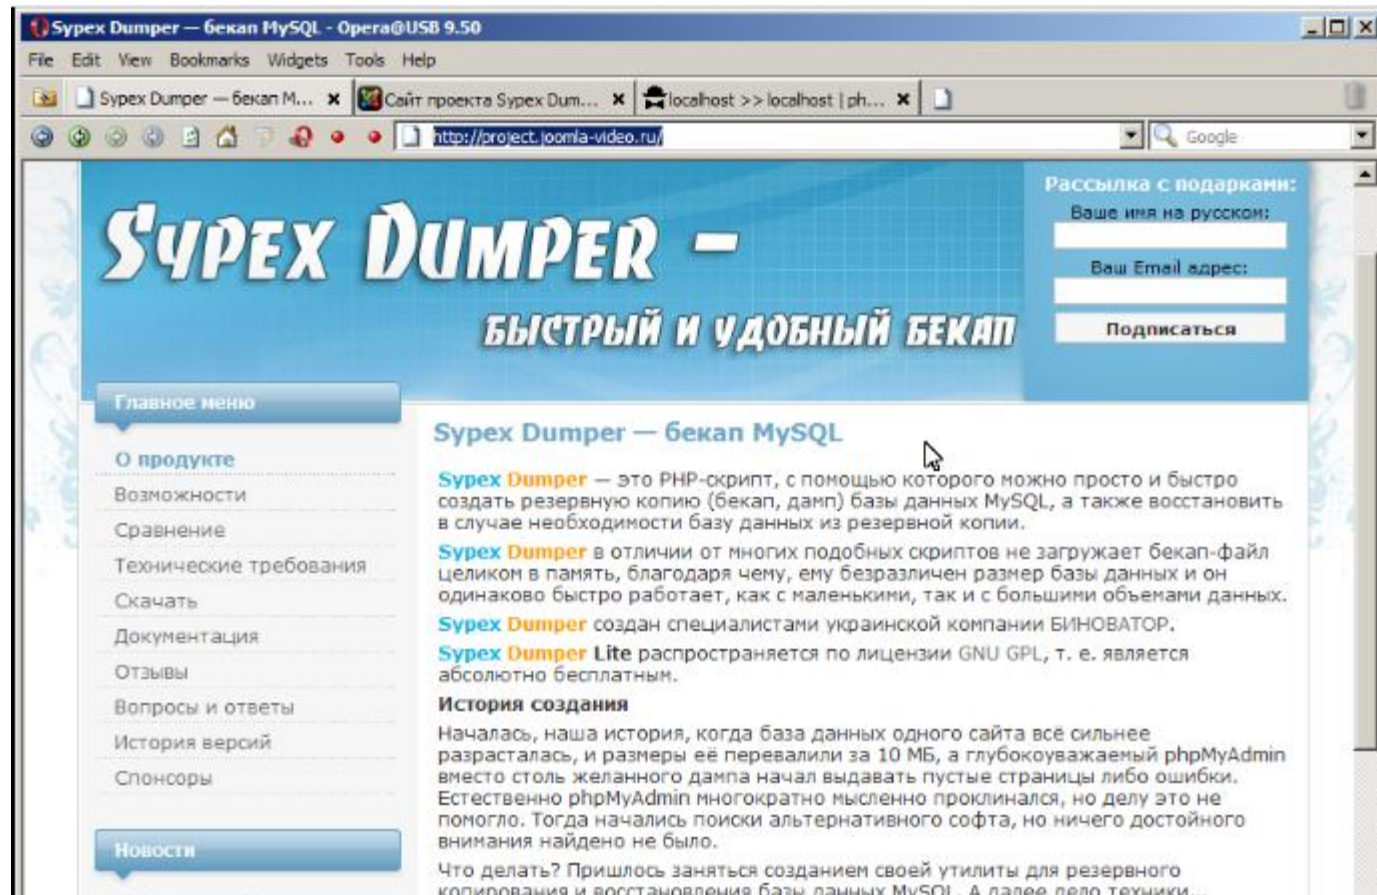 Sypex Dumper — бекап MySQL - Opera@USB 9.50
File Edit View Bookmarks Widgets Tools Help
Sypex Dumper — бекап М... Сайт проекта Sypex Dum... localhost >> localhost | ph...
http://project.joomla-video.ru/ Google
Рассылка с подарками:
Ваше имя на русском:
SYPEX DUMPER –
Ваш Email адрес:
БЫСТРЫЙ И УДОБНЫЙ БЕКАП
Подписаться
Главное меню
О продукте
Возможности
Сравнение
Технические требования
Скачать
Документация
Отзывы
Вопросы и ответы
История версий
Спонсоры
Новости
Sypex Dumper — бекап MySQL
Sypex Dumper — это PHP-скрипт, с помощью которого можно просто и быстро
создать резервную копию (бекап, дамп) базы данных MySQL, а также восстановить
в случае необходимости базу данных из резервной копии.
Sypex Dumper в отличии от многих подобных скриптов не загружает бекап-файл
целиком в память, благодаря чему, ему безразличен размер базы данных и он
одинаково быстро работает, как с маленькими, так и с большими объемами данных.
Sypex Dumper создан специалистами украинской компании БИНОВАТОР.
Sypex Dumper Lite распространяется по лицензии GNU GPL, т. е. является
абсолютно бесплатным.
История создания
Началась, наша история, когда база данных одного сайта всё сильнее
разрасталась, и размеры её перевалили за 10 МБ, а глубокоуважаемый phpMyAdmin
вместо столь желанного дампа начал выдавать пустые страницы либо ошибки.
Естественно phpMyAdmin многократно мысленно проклинался, но делу это не
помогло. Тогда начались поиски альтернативного софта, но ничего достойного
внимания найдено не было.
Что делать? Пришлось заняться созданием своей утилиты для резервного
копирования и восстановления базы данных MySQL. А далее дело техники...